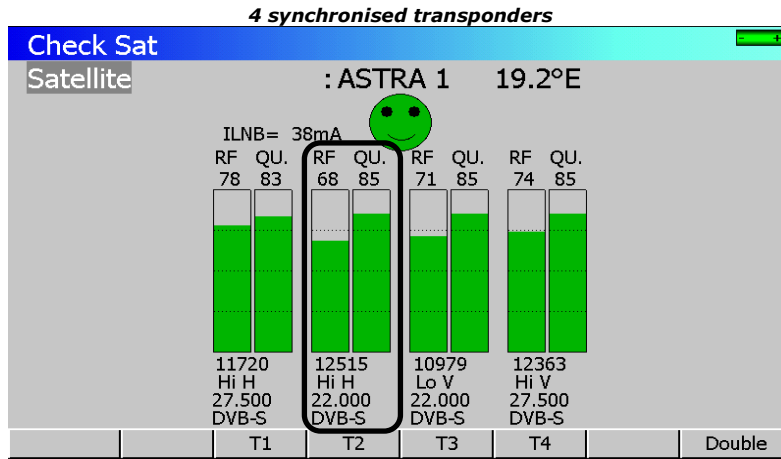 4 synchronised transponders
Check Sat
- +
Satellite : ASTRA 1 19.2°E
ILNB= 38mA
RF QU. RF QU. RF QU. RF QU.
78 83 68 85 71 85 74 85
11720 12515 10979 12363
Hi H Hi H Lo V Hi V
27.500 22.000 22.000 27.500
DVB-S DVB-S DVB-S DVB-S
T1 T2 T3 T4 Double